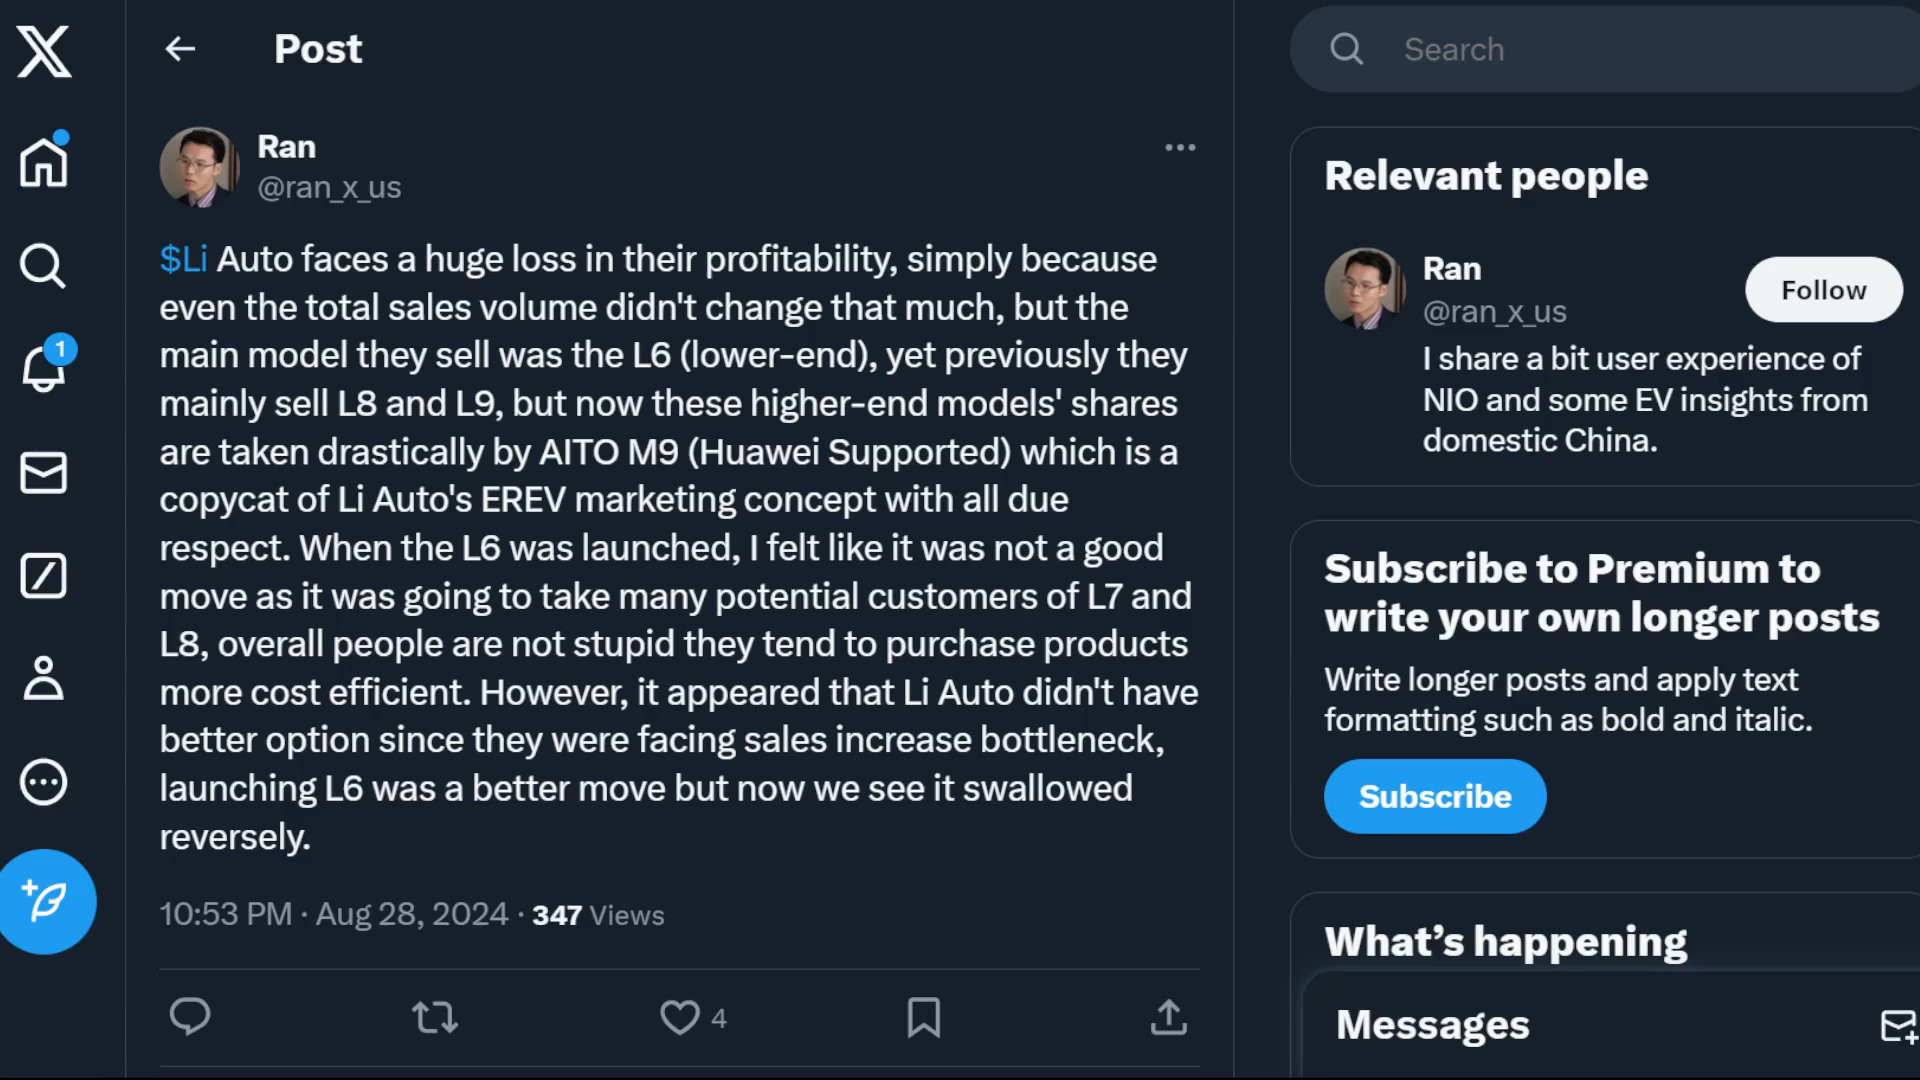 Post
Ran
@ran_x_us
$Li Auto faces a huge loss in their profitability, simply because
even the total sales volume didn't change that much, but the
main model they sell was the L6 (lower-end), yet previously they
mainly sell L8 and L9, but now these higher-end models' shares
are taken drastically by AITO M9 (Huawei Supported) which is a
copycat of Li Auto's EREV marketing concept with all due
respect. When the L6 was launched, I felt like it was not a good
move as it was going to take many potential customers of L7 and
L8, overall people are not stupid they tend to purchase products
more cost efficient. However, it appeared that Li Auto didn't have
better option since they were facing sales increase bottleneck,
launching L6 was a better move but now we see it swallowed
reversely.
10:53 PM · Aug 28, 2024 · 347 Views
4
1
Search
Relevant people
Ran
@ran_x_us
Follow
I share a bit user experience of
NIO and some EV insights from
domestic China.
Subscribe to Premium to
write your own longer posts
Write longer posts and apply text
formatting such as bold and italic.
Subscribe
What's happening
Messages